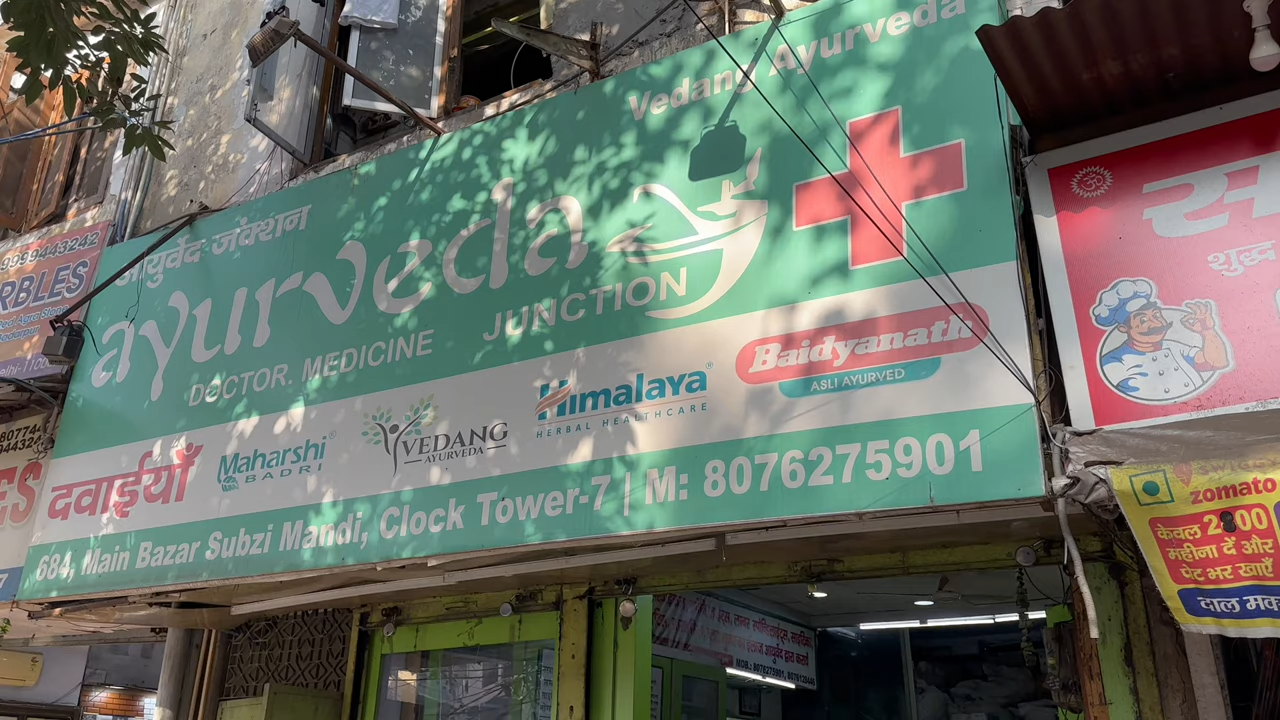 Vedang Ayurveda
आयुर्वेद जंक्शन
ayurveda
DOCTOR. MEDICINE JUNCTION
दवाईयाँ
Maharshi
BADRI
VEDANG
AYURVEDA
Himalaya
HERBAL HEALTHCARE
Baidyanath
ASLI AYURVED
684, Main Bazar Subzi Mandi, Clock Tower-7 | M: 8076275901
9999443242
RBLES
ॐ
शुद्ध
zomato
केवल 2800
महीना दें और
पेट भर खाएँ
दाल